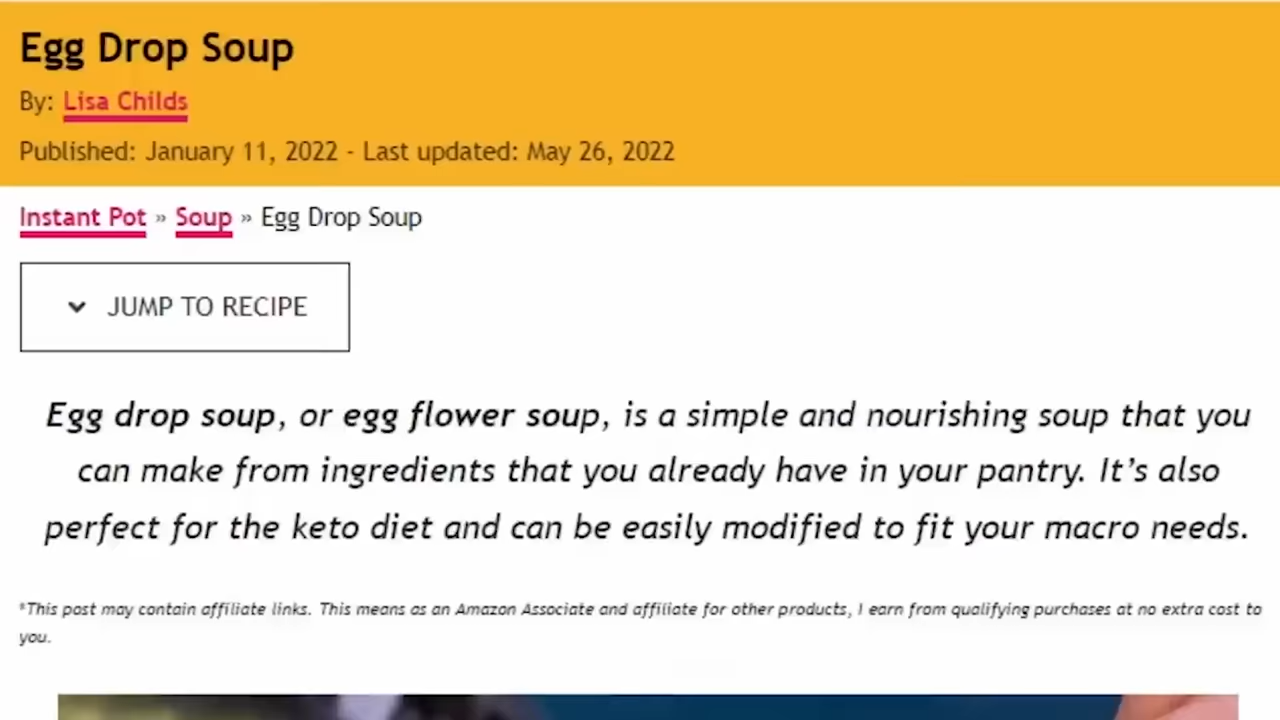 Egg Drop Soup
By: Lisa Childs
Published: January 11, 2022 - Last updated: May 26, 2022
Instant Pot » Soup » Egg Drop Soup
JUMP TO RECIPE
Egg drop soup, or egg flower soup, is a simple and nourishing soup that you
can make from ingredients that you already have in your pantry. It’s also
perfect for the keto diet and can be easily modified to fit your macro needs.
*This post may contain affiliate links. This means as an Amazon Associate and affiliate for other products, I earn from qualifying purchases at no extra cost to
you.